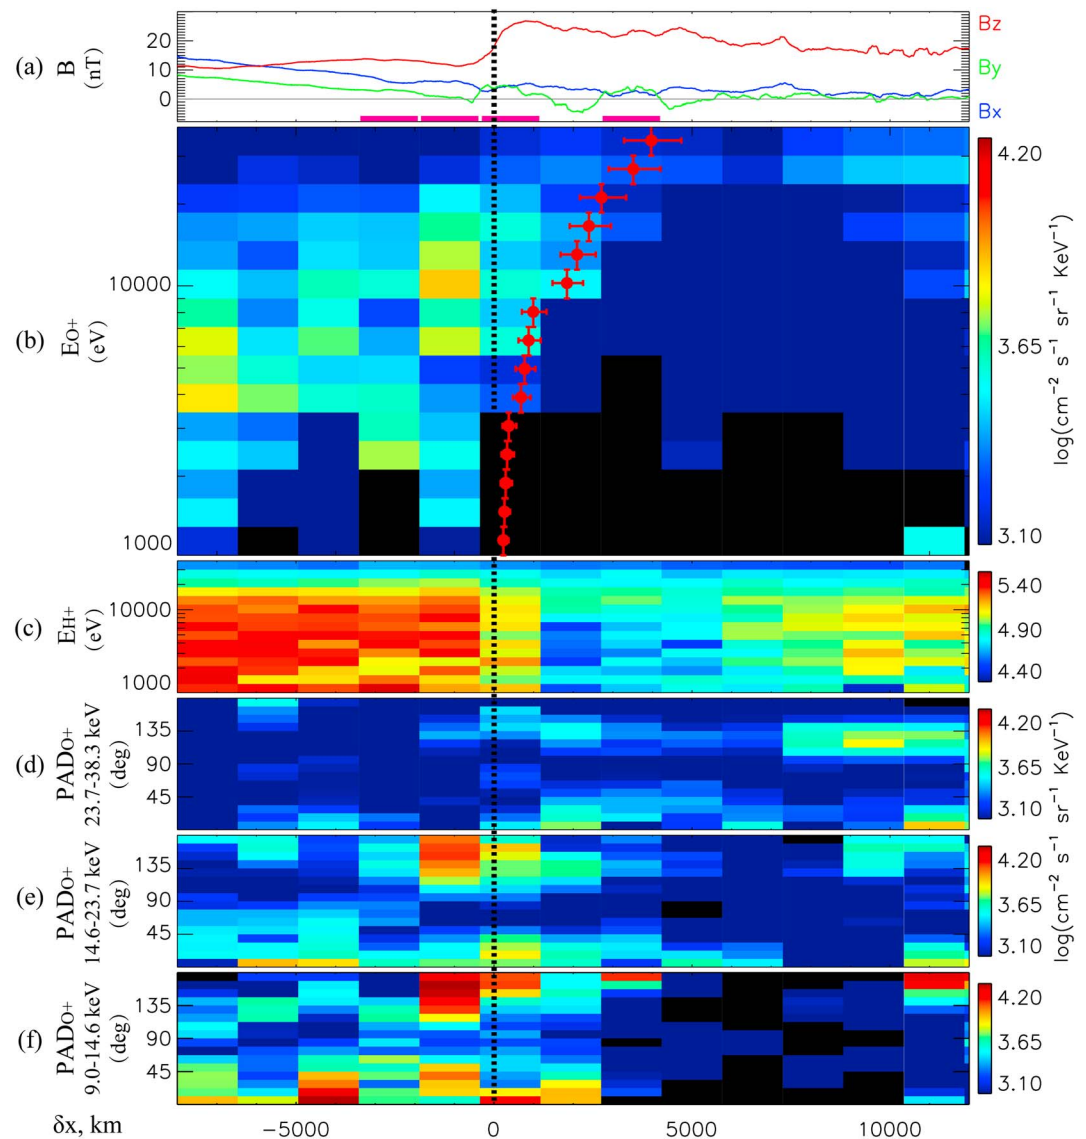 (a)
B
(nT)
20
10
0
Bz
By
Bx
(b)
EO+
(eV)
10000
1000
4.20
3.65
3.10
log(cm⁻² s⁻¹ sr⁻¹ KeV⁻¹)
(c)
EH+
(eV)
10000
1000
5.40
4.90
4.40
(d)
PADO+
23.7-38.3 keV
(deg)
135
90
45
4.20
3.65
3.10
(e)
PADO+
14.6-23.7 keV
(deg)
135
90
45
4.20
3.65
3.10
log(cm⁻² s⁻¹ sr⁻¹ KeV⁻¹)
(f)
PADO+
9.0-14.6 keV
(deg)
135
90
45
4.20
3.65
3.10
δx, km
−5000 0 5000 10000